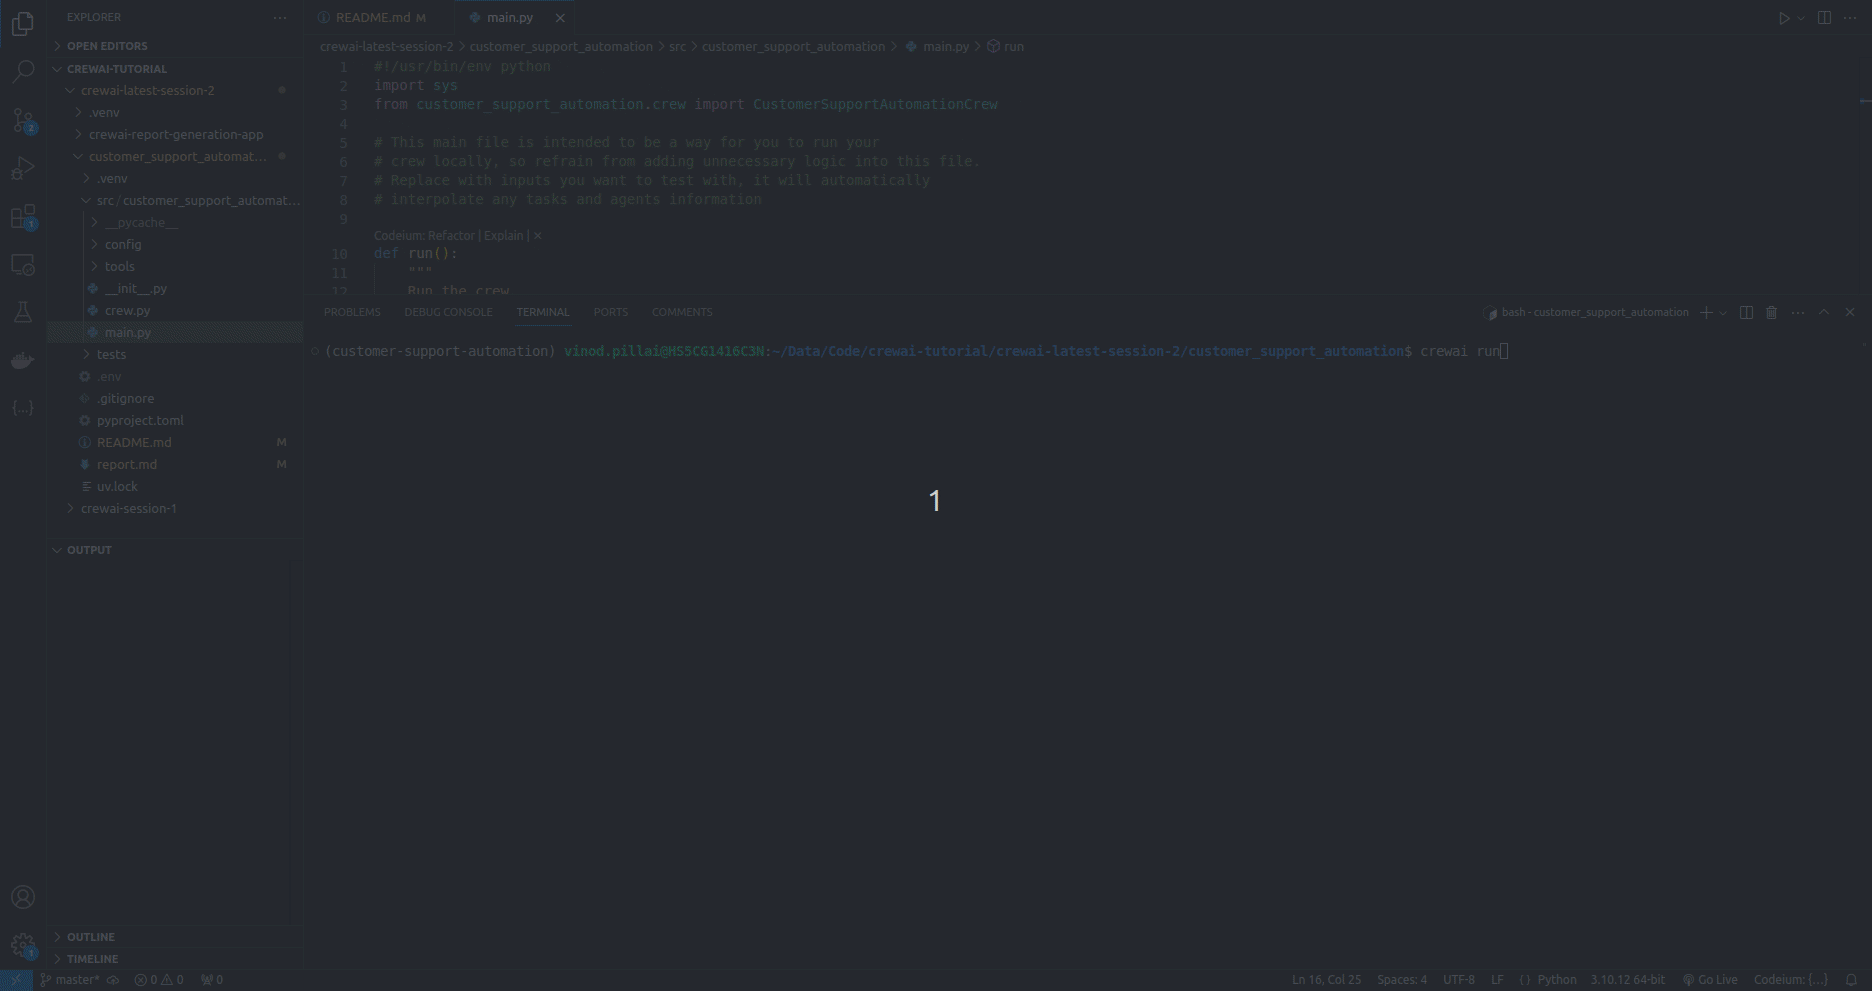 EXPLORER
OPEN EDITORS
CREWAI-TUTORIAL
crewai-latest-session-2
.venv
crewai-report-generation-app
customer_support_automat...
.venv
src/customer_support_automat...
__pycache__
config
tools
__init__.py
crew.py
main.py
tests
.env
.gitignore
pyproject.toml
README.md M
report.md M
uv.lock
crewai-session-1
OUTPUT
OUTLINE
TIMELINE
2
1
1
{...}
README.md M
main.py
crewai-latest-session-2 > customer_support_automation > src > customer_support_automation > main.py > run
1 #!/usr/bin/env python
2 import sys
3 from customer_support_automation.crew import CustomerSupportAutomationCrew
4
5 # This main file is intended to be a way for you to run your
6 # crew locally, so refrain from adding unnecessary logic into this file.
7 # Replace with inputs you want to test with, it will automatically
8 # interpolate any tasks and agents information
9
Codeium: Refactor | Explain | ×
10 def run():
11 """
12 Run the crew
PROBLEMS DEBUG CONSOLE TERMINAL PORTS COMMENTS
bash - customer_support_automation
(customer-support-automation) vinod.pillai@HS5CG1416C3N:~/Data/Code/crewai-tutorial/crewai-latest-session-2/customer_support_automation$ crewai run
1
master* 0 0 0
Ln 16, Col 25 Spaces: 4 UTF-8 LF Python 3.10.12 64-bit Go Live Codeium: {...}